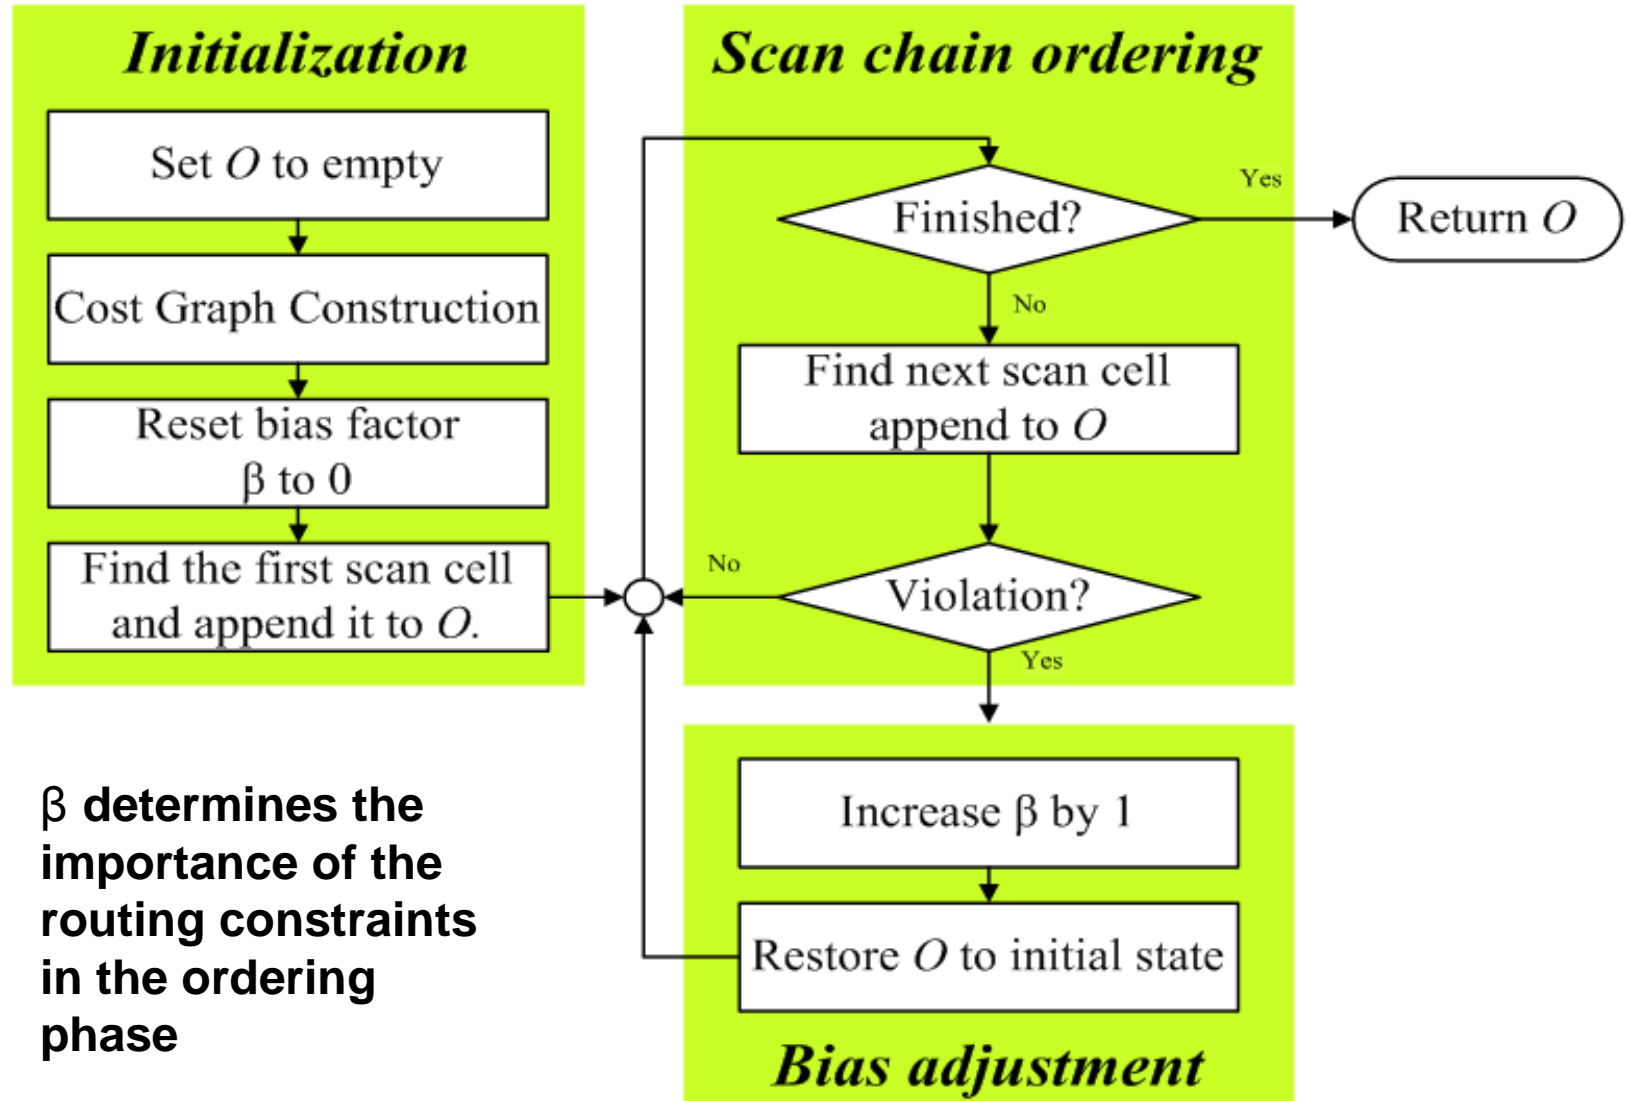 Initialization
Set O to empty
Cost Graph Construction
Reset bias factor
β to 0
Find the first scan cell
and append it to O.
Scan chain ordering
Finished?
Yes
Return O
No
Find next scan cell
append to O
No
Violation?
Yes
Increase β by 1
Restore O to initial state
Bias adjustment
β determines the
importance of the
routing constraints
in the ordering
phase